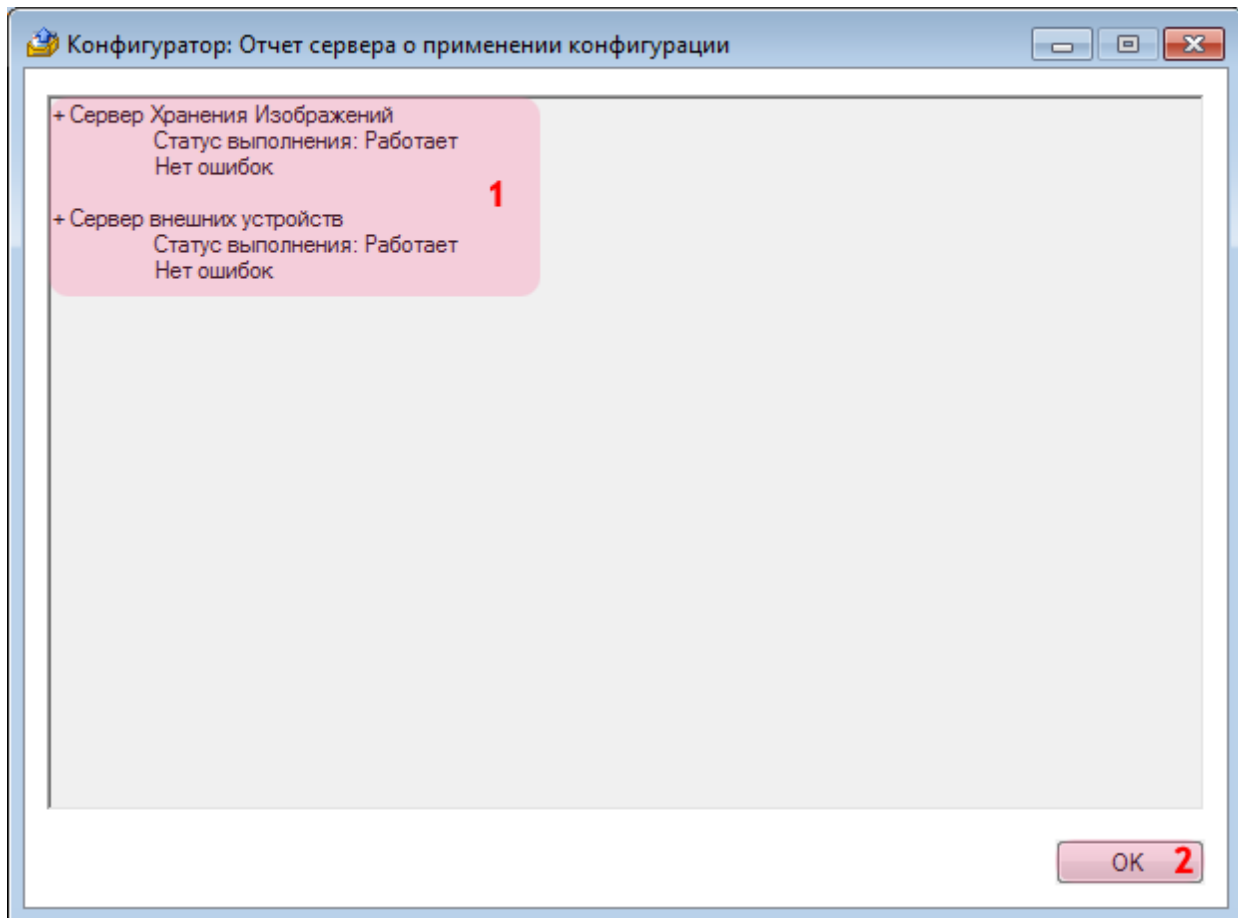 Конфигуратор: Отчет сервера о применении конфигурации
+ Сервер Хранения Изображений
Статус выполнения: Работает
Нет ошибок
1
+ Сервер внешних устройств
Статус выполнения: Работает
Нет ошибок
OK 2